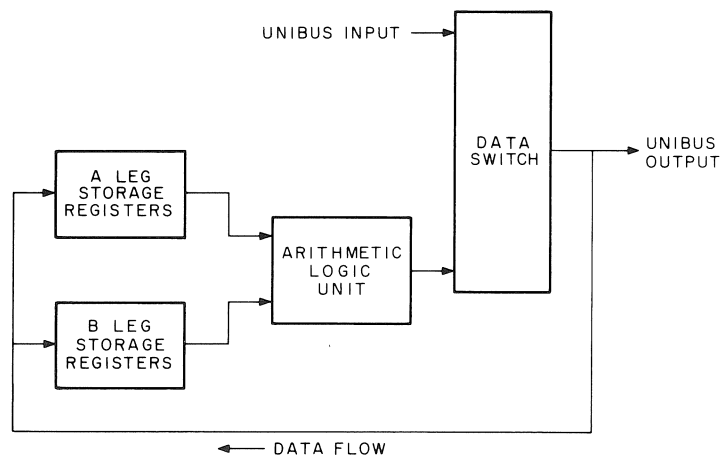 UNIBUS INPUT
DATA
SWITCH
UNIBUS
OUTPUT
A LEG
STORAGE
REGISTERS
ARITHMETIC
LOGIC
UNIT
B LEG
STORAGE
REGISTERS
DATA FLOW